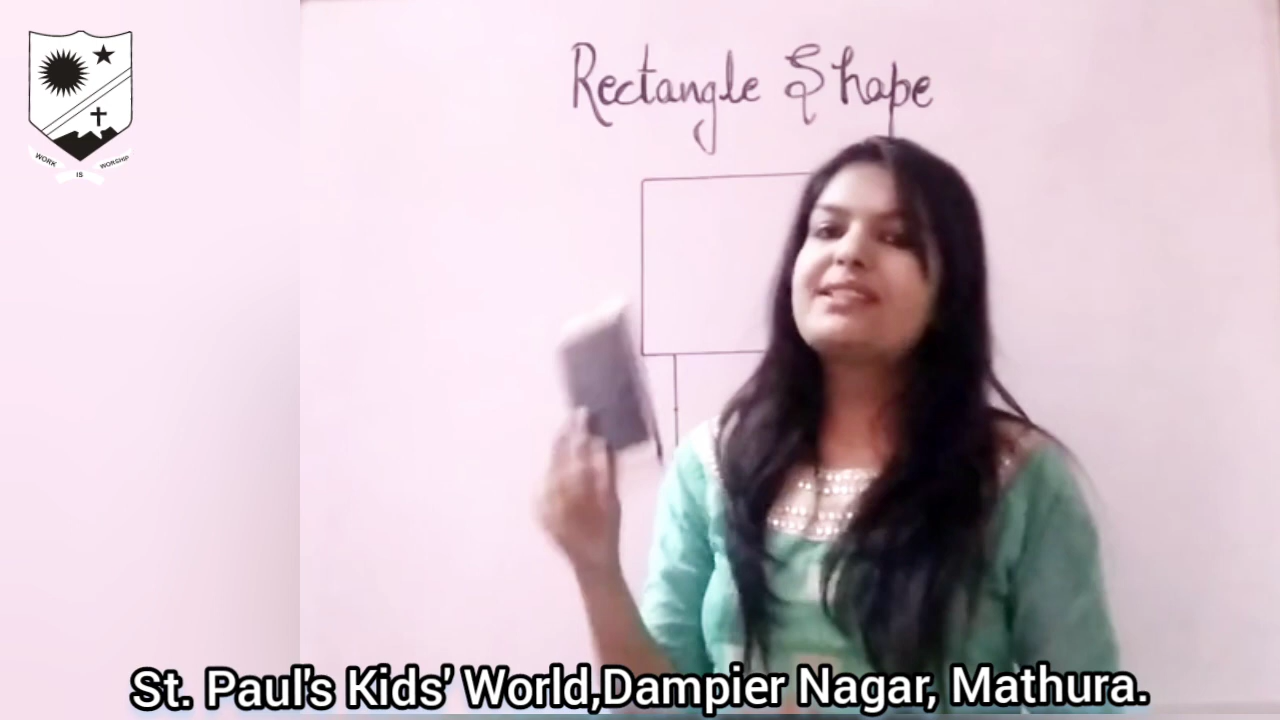 Rectangle Shape
WORK IS WORSHIP
St. Paul's Kids' World,Dampier Nagar, Mathura.